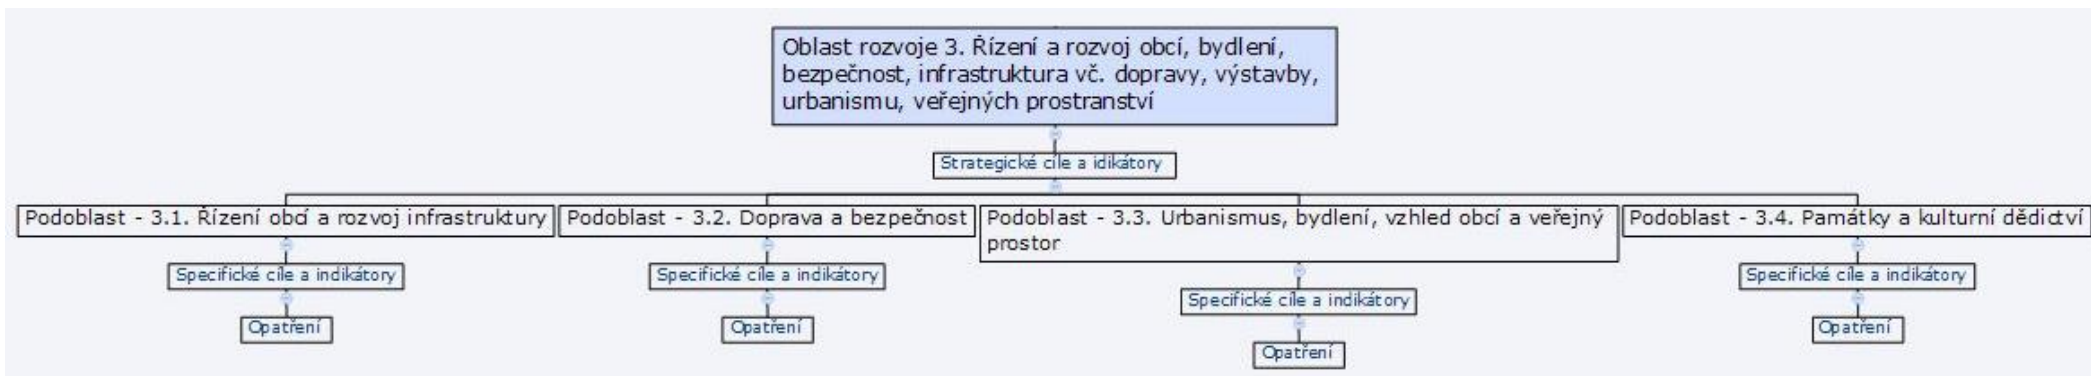 Oblast rozvoje 3. Řízení a rozvoj obcí, bydlení,
bezpečnost, infrastruktura vč. dopravy, výstavby,
urbanismu, veřejných prostranství
Strategické cíle a idikátory
Podoblast - 3.1. Řízení obcí a rozvoj infrastruktury
Specifické cíle a indikátory
Opatření
Podoblast - 3.2. Doprava a bezpečnost
Specifické cíle a indikátory
Opatření
Podoblast - 3.3. Urbanismus, bydlení, vzhled obcí a veřejný
prostor
Specifické cíle a indikátory
Opatření
Podoblast - 3.4. Památky a kulturní dědictví
Specifické cíle a indikátory
Opatření